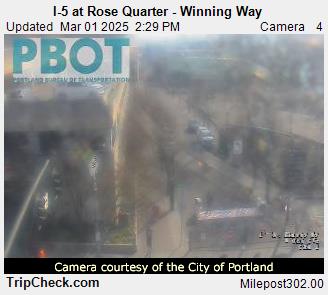 I-5 at Rose Quarter - Winning Way
Updated Mar 01 2025 2:29 PM Camera 4
PBOT
PORTLAND BUREAU OF TRANSPORTATION
Camera courtesy of the City of Portland
TripCheck.com Milepost302.00